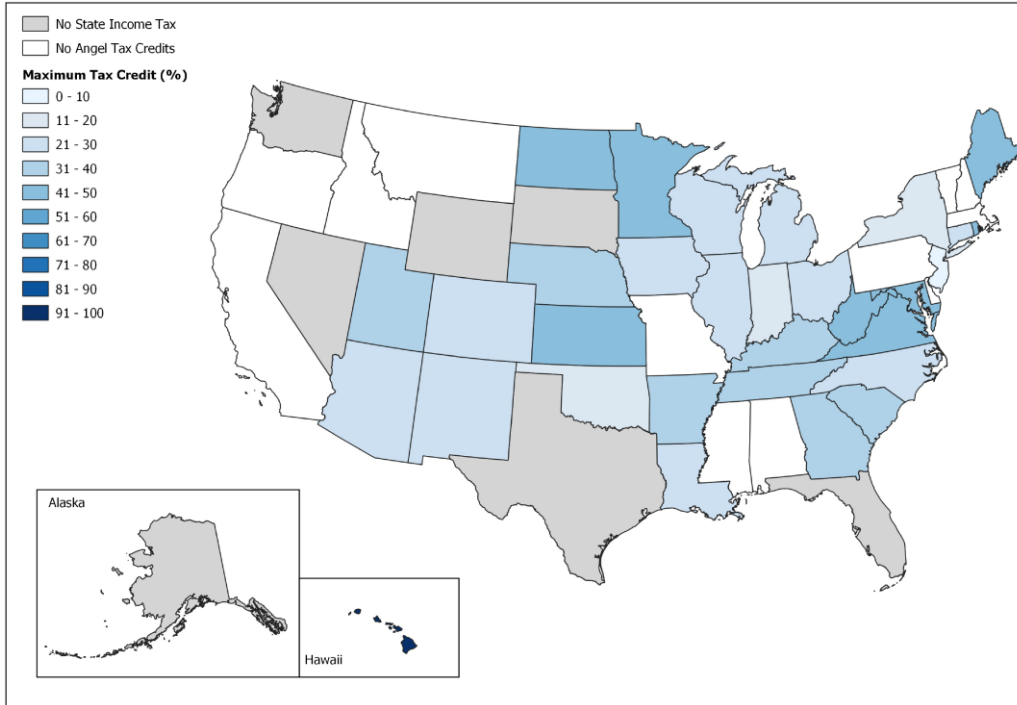 No State Income Tax
No Angel Tax Credits
Maximum Tax Credit (%)
0 - 10
11 - 20
21 - 30
31 - 40
41 - 50
51 - 60
61 - 70
71 - 80
81 - 90
91 - 100
Alaska
Hawaii